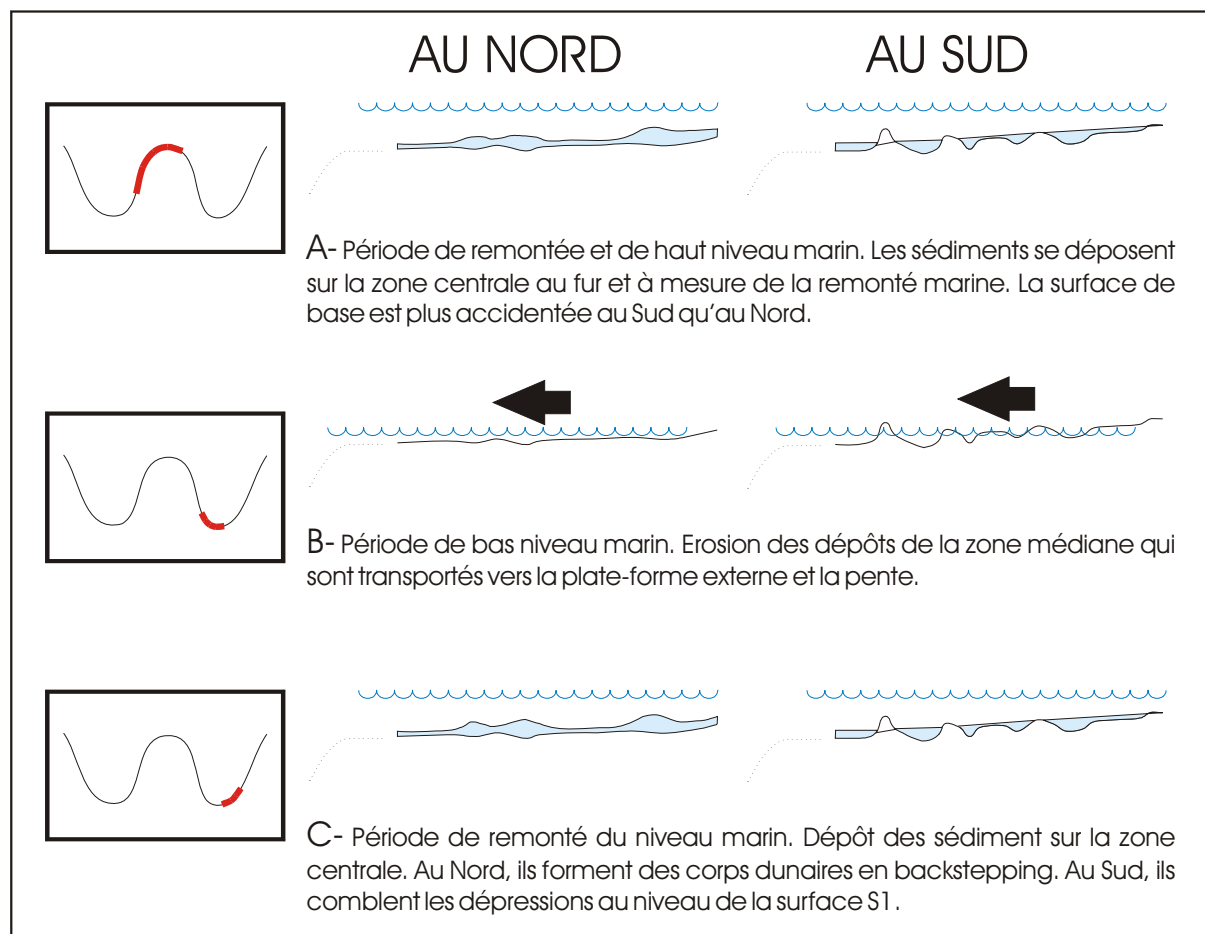 AU NORD
AU SUD
A- Période de remontée et de haut niveau marin. Les sédiments se déposent
sur la zone centrale au fur et à mesure de la remonté marine. La surface de
base est plus accidentée au Sud qu'au Nord.
B- Période de bas niveau marin. Erosion des dépôts de la zone médiane qui
sont transportés vers la plate-forme externe et la pente.
C- Période de remonté du niveau marin. Dépôt des sédiment sur la zone
centrale. Au Nord, ils forment des corps dunaires en backstepping. Au Sud, ils
comblent les dépressions au niveau de la surface S1.